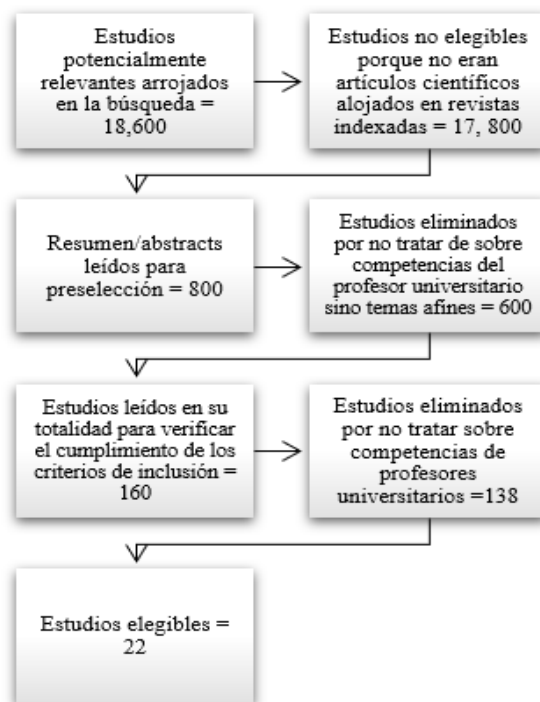 Estudios
potencialmente
relevantes arrojados
en la búsqueda =
18,600
Estudios no elegibles
porque no eran
artículos científicos
alojados en revistas
indexadas = 17, 800
Resumen/abstracts
leídos para
preselección = 800
Estudios eliminados
por no tratar de sobre
competencias del
profesor universitario
sino temas afines = 600
Estudios leídos en su
totalidad para verificar
el cumplimiento de los
criterios de inclusión =
160
Estudios eliminados
por no tratar sobre
competencias de
profesores
universitarios =138
Estudios elegibles =
22